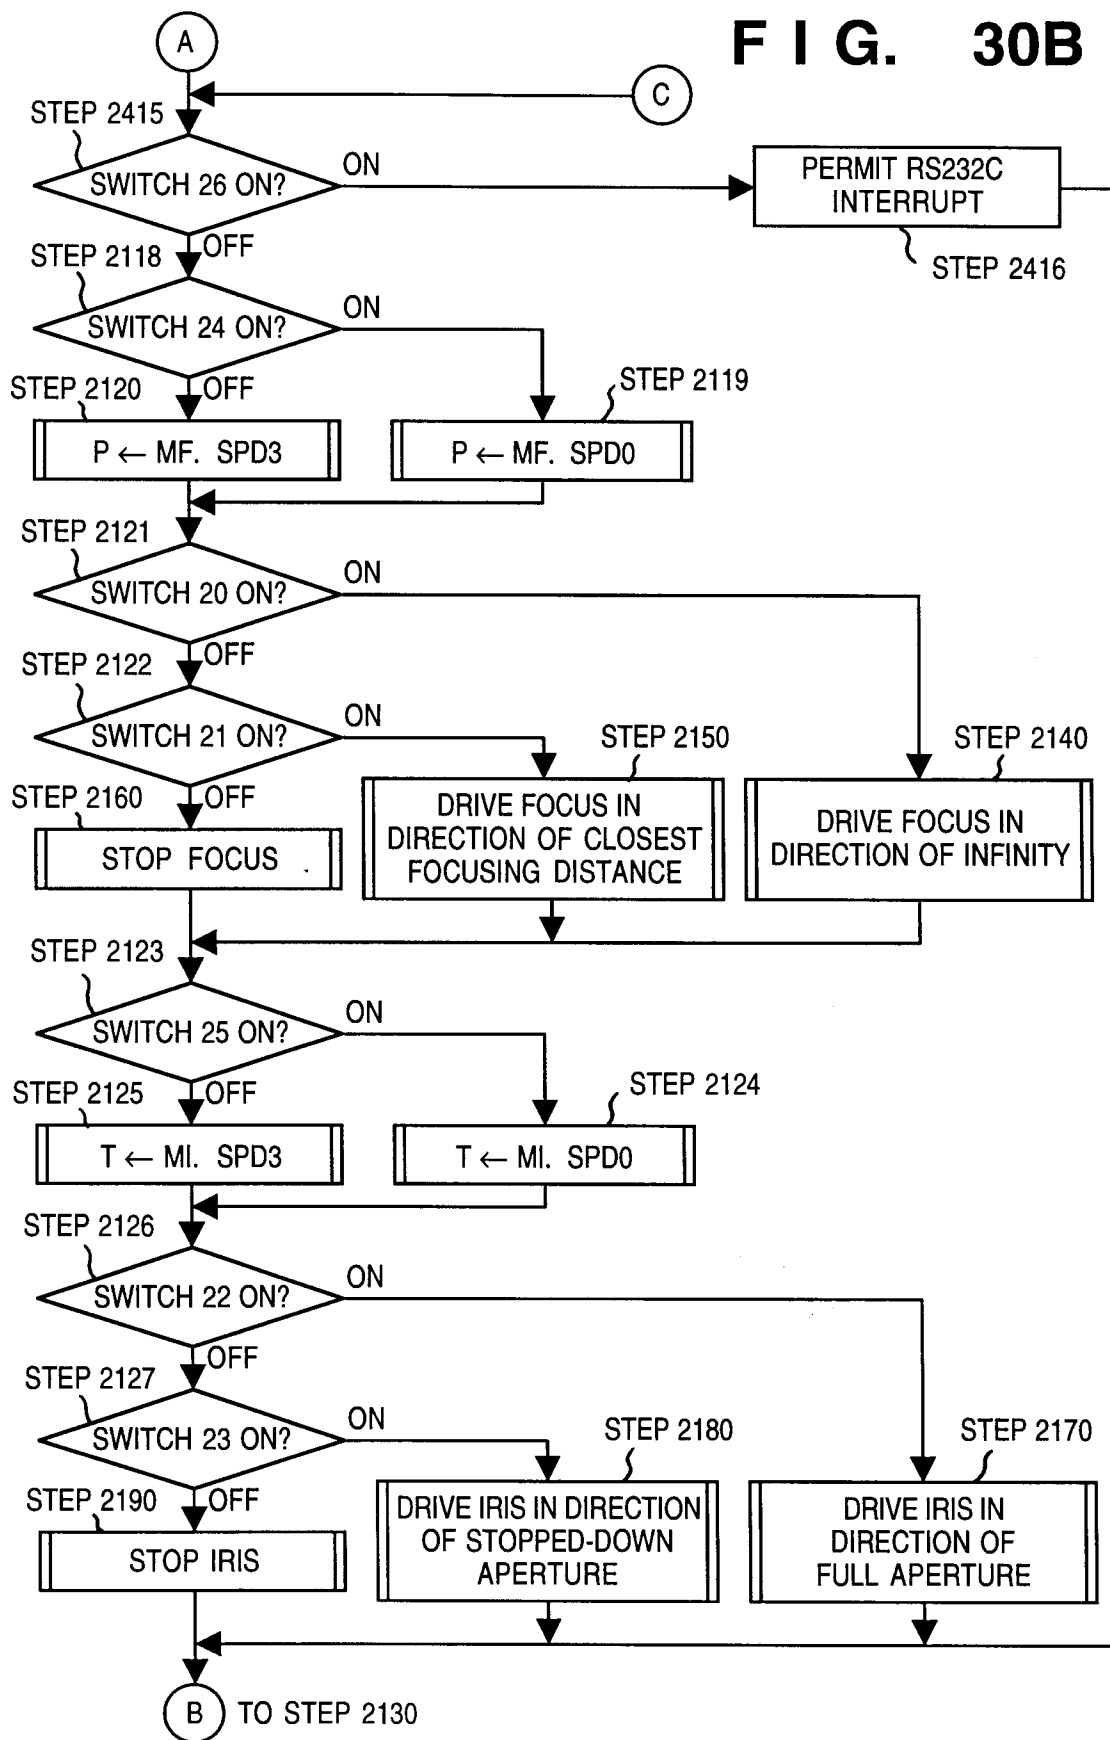 FIG. 30B
A
C
STEP 2415
SWITCH 26 ON?
ON
PERMIT RS232C
INTERRUPT
STEP 2416
OFF
STEP 2118
SWITCH 24 ON?
ON
OFF
STEP 2120
P ← MF. SPD3
STEP 2119
P ← MF. SPD0
STEP 2121
SWITCH 20 ON?
ON
OFF
STEP 2122
SWITCH 21 ON?
ON
OFF
STEP 2160
STOP FOCUS
STEP 2150
DRIVE FOCUS IN
DIRECTION OF CLOSEST
FOCUSING DISTANCE
STEP 2140
DRIVE FOCUS IN
DIRECTION OF INFINITY
STEP 2123
SWITCH 25 ON?
ON
OFF
STEP 2125
T ← MI. SPD3
STEP 2124
T ← MI. SPD0
STEP 2126
SWITCH 22 ON?
ON
OFF
STEP 2127
SWITCH 23 ON?
ON
OFF
STEP 2190
STOP IRIS
STEP 2180
DRIVE IRIS IN DIRECTION
OF STOPPED-DOWN
APERTURE
STEP 2170
DRIVE IRIS IN
DIRECTION OF
FULL APERTURE
B TO STEP 2130